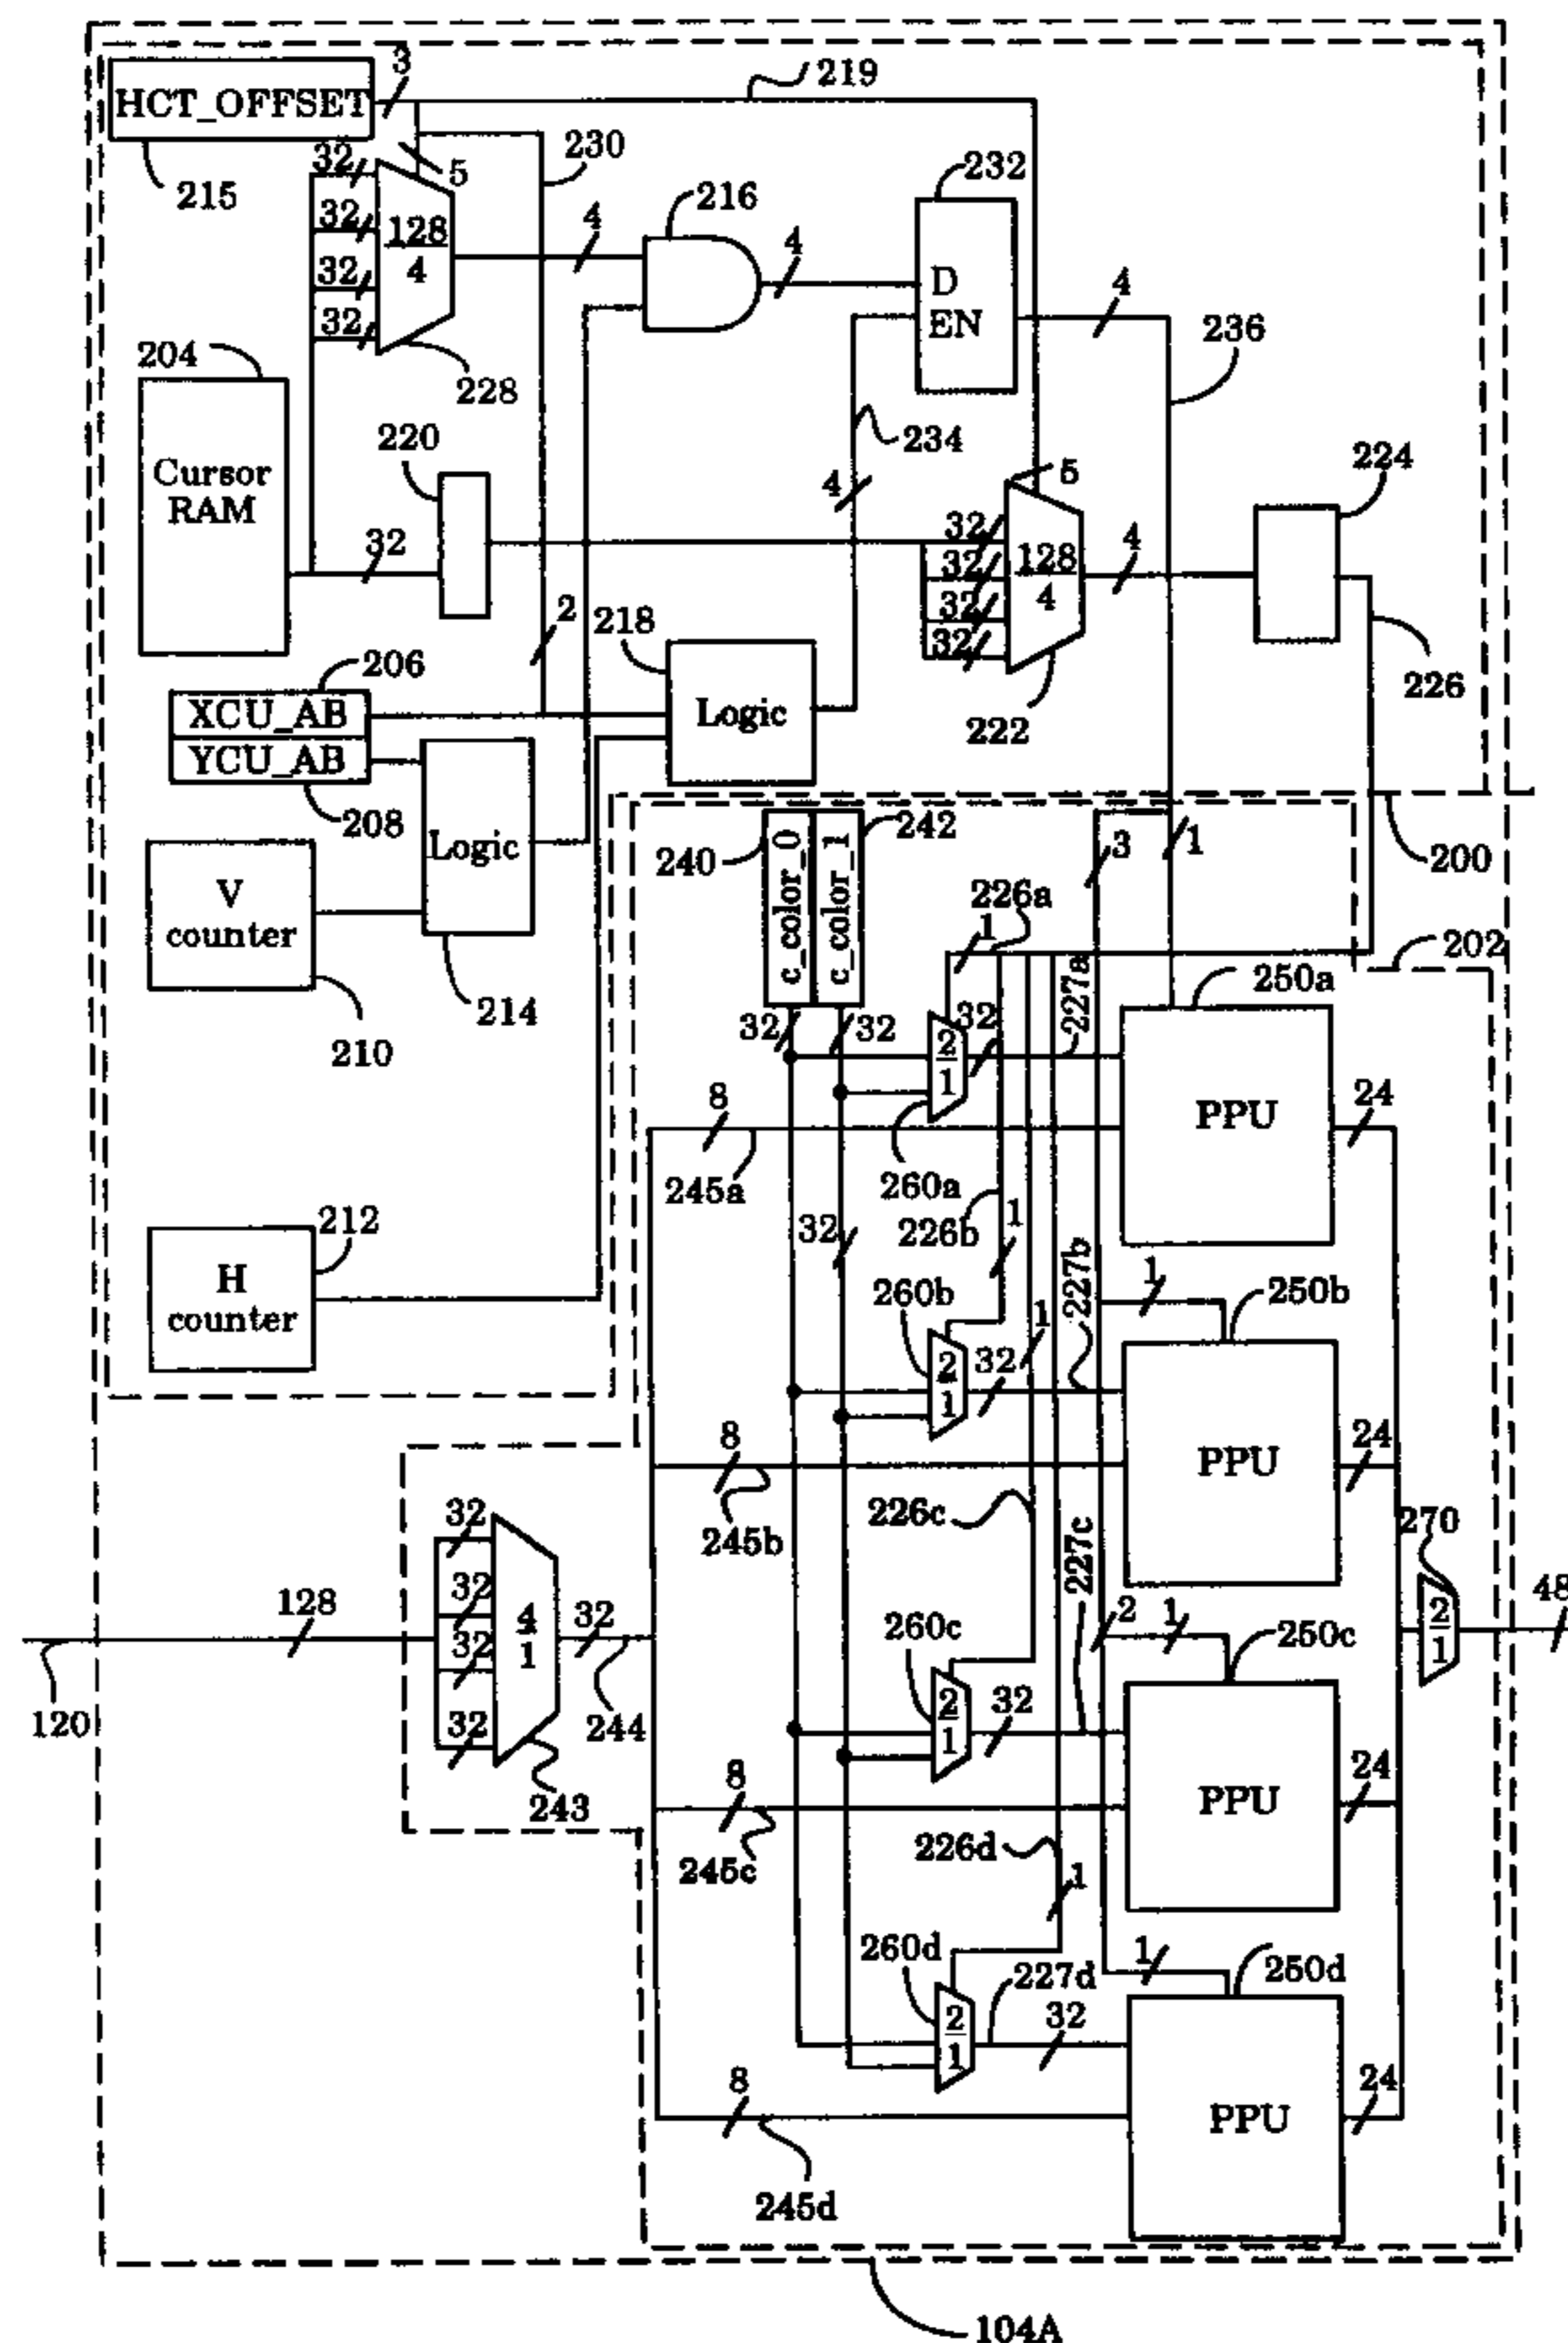 HCT_OFFSET
3
219
215
32
32
32
32
5
128
4
228
230
4
216
4
232
D
EN
4
236
204
Cursor
RAM
32
220
234
4
5
32
32
32
32
128
4
222
4
224
226
2
218
Logic
206
XCU_AB
YCU_AB
208
Logic
214
V
counter
210
212
H
counter
200
202
240
c_color_0
c_color_1
242
3
1
226a
1
32
32
2
1
32
227a
250a
PPU
24
8
245a
260a
226b
1
32
227b
1
250b
260b
2
1
32
1
PPU
24
8
245b
226c
227c
270
2
1
48
120
128
32
32
32
32
4
1
243
32
244
260c
2
1
32
2
1
250c
PPU
24
8
245c
226d
1
260d
2
1
227d
32
1
250d
PPU
24
8
245d
104A